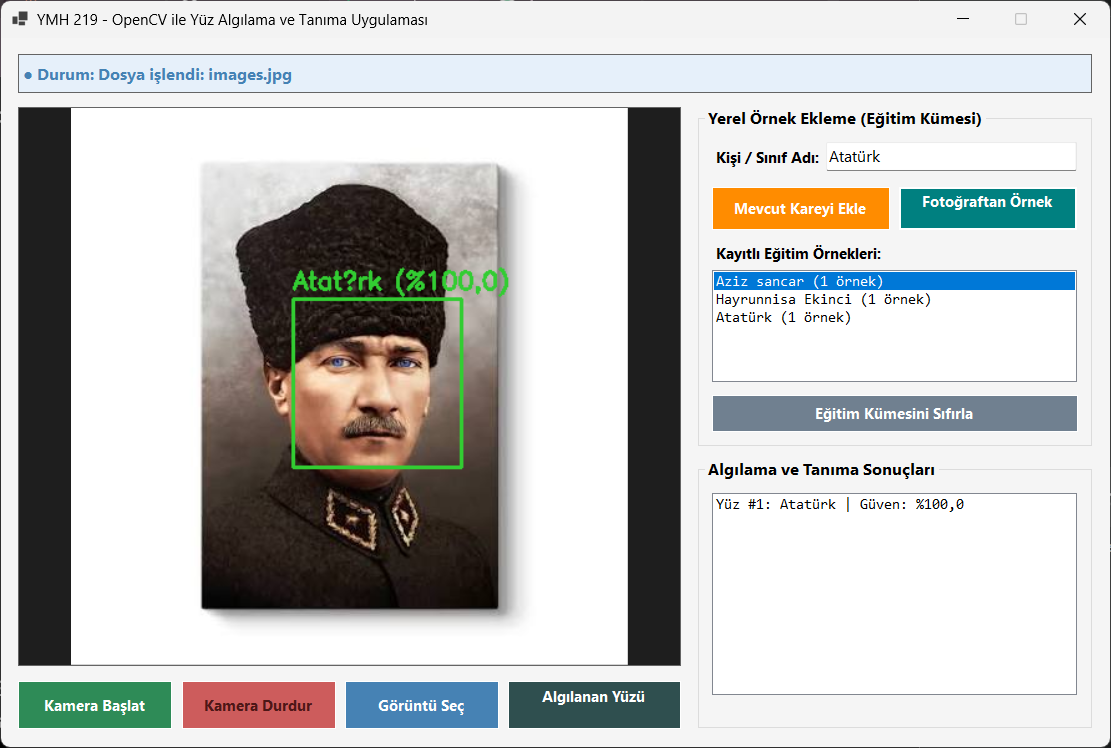 YMH 219 - OpenCV ile Yüz Algılama ve Tanıma Uygulaması
● Durum: Dosya işlendi: images.jpg
Atat?rk (%100,0)
Kamera Başlat
Kamera Durdur
Görüntü Seç
Algılanan Yüzü
Yerel Örnek Ekleme (Eğitim Kümesi)
Kişi / Sınıf Adı: Atatürk
Mevcut Kareyi Ekle
Fotoğraftan Örnek
Kayıtlı Eğitim Örnekleri:
Aziz sancar (1 örnek)
Hayrunnisa Ekinci (1 örnek)
Atatürk (1 örnek)
Eğitim Kümesini Sıfırla
Algılama ve Tanıma Sonuçları
Yüz #1: Atatürk | Güven: %100,0